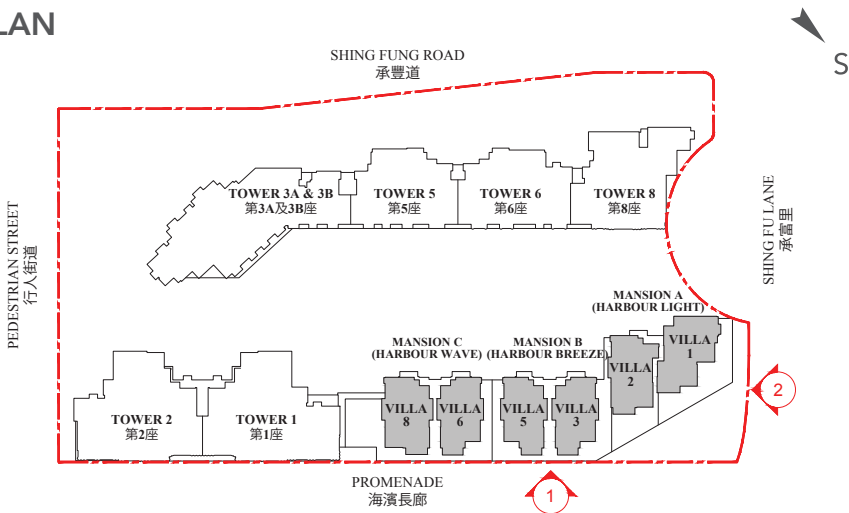 LAN
S
SHING FUNG ROAD
承豐道
TOWER 3A & 3B
第3A及3B座
TOWER 5
第5座
TOWER 6
第6座
TOWER 8
第8座
PEDESTRIAN STREET
行人街道
SHING FU LANE
承富里
MANSION A
(HARBOUR LIGHT)
MANSION C
(HARBOUR WAVE)
MANSION B
(HARBOUR BREEZE)
VILLA
1
VILLA
2
2
TOWER 2
第2座
TOWER 1
第1座
VILLA
8
VILLA
6
VILLA
5
VILLA
3
PROMENADE
海濱長廊
1